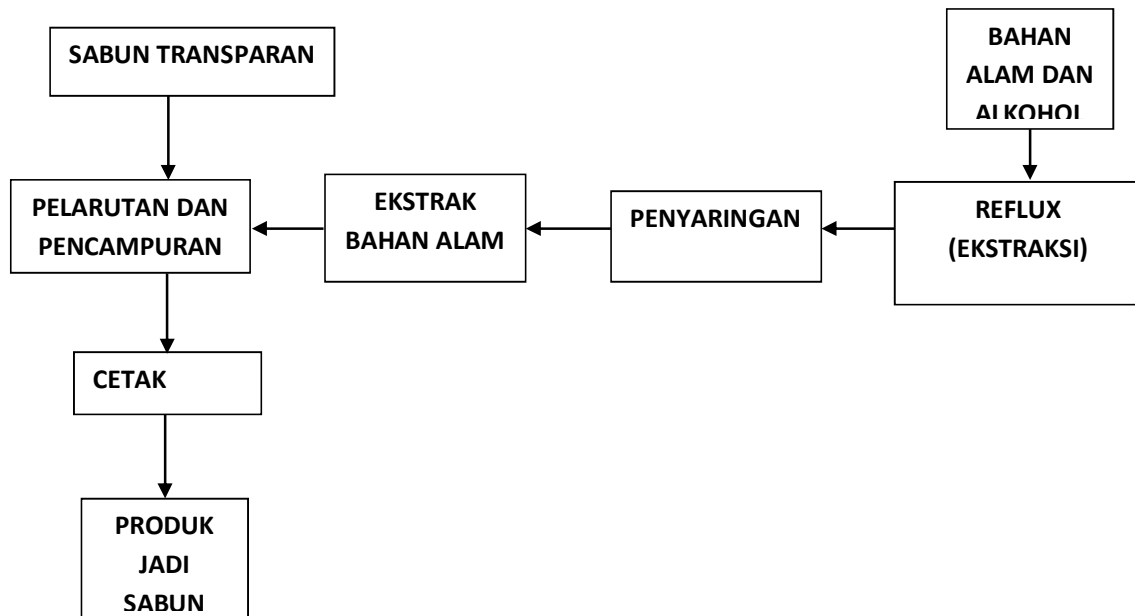 SABUN TRANSPARAN
BAHAN
ALAM DAN
ALKOHOL
PELARUTAN DAN
PENCAMPURAN
EKSTRAK
BAHAN ALAM
PENYARINGAN
REFLUX
(EKSTRAKSI)
CETAK
PRODUK
JADI
SABUN